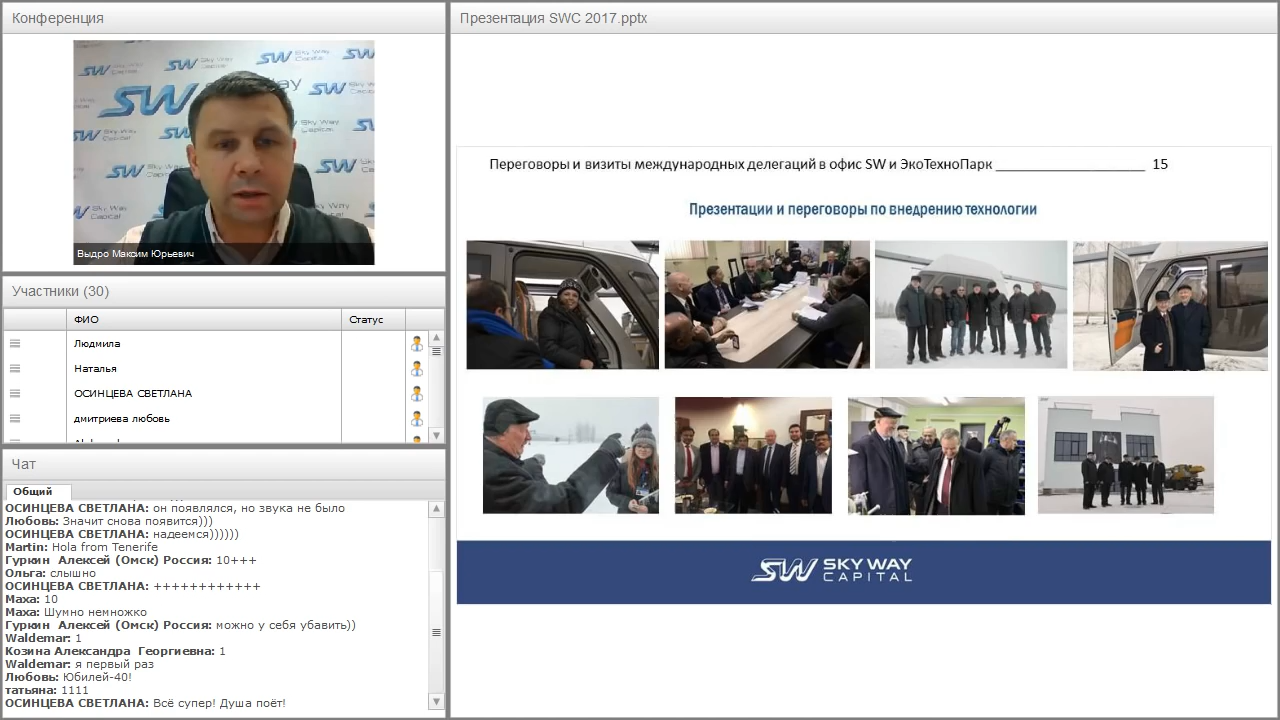 Конференция
SW Sky Way Capital
Выдро Максим Юрьевич
Участники (30)
ФИО Статус
Людмила
Наталья
ОСИНЦЕВА СВЕТЛАНА
дмитриева любовь
Чат
Общий
ОСИНЦЕВА СВЕТЛАНА: он появлялся, но звука не было
Любовь: Значит снова появится)))
ОСИНЦЕВА СВЕТЛАНА: надеемся))))))
Martin: Hola from Tenerife
Гуркин Алексей (Омск) Россия: 10+++
Ольга: слышно
ОСИНЦЕВА СВЕТЛАНА: ++++++++++++
Маха: 10
Маха: Шумно немножко
Гуркин Алексей (Омск) Россия: можно у себя убавить))
Waldemar: 1
Козина Александра Георгиевна: 1
Waldemar: я первый раз
Любовь: Юбилей-40!
татьяна: 1111
ОСИНЦЕВА СВЕТЛАНА: Всё супер! Душа поёт!
Презентация SWC 2017.pptx
Переговоры и визиты международных делегаций в офис SW и ЭкоТехноПарк ____________________ 15
Презентации и переговоры по внедрению технологии
SW SKY WAY
CAPITAL